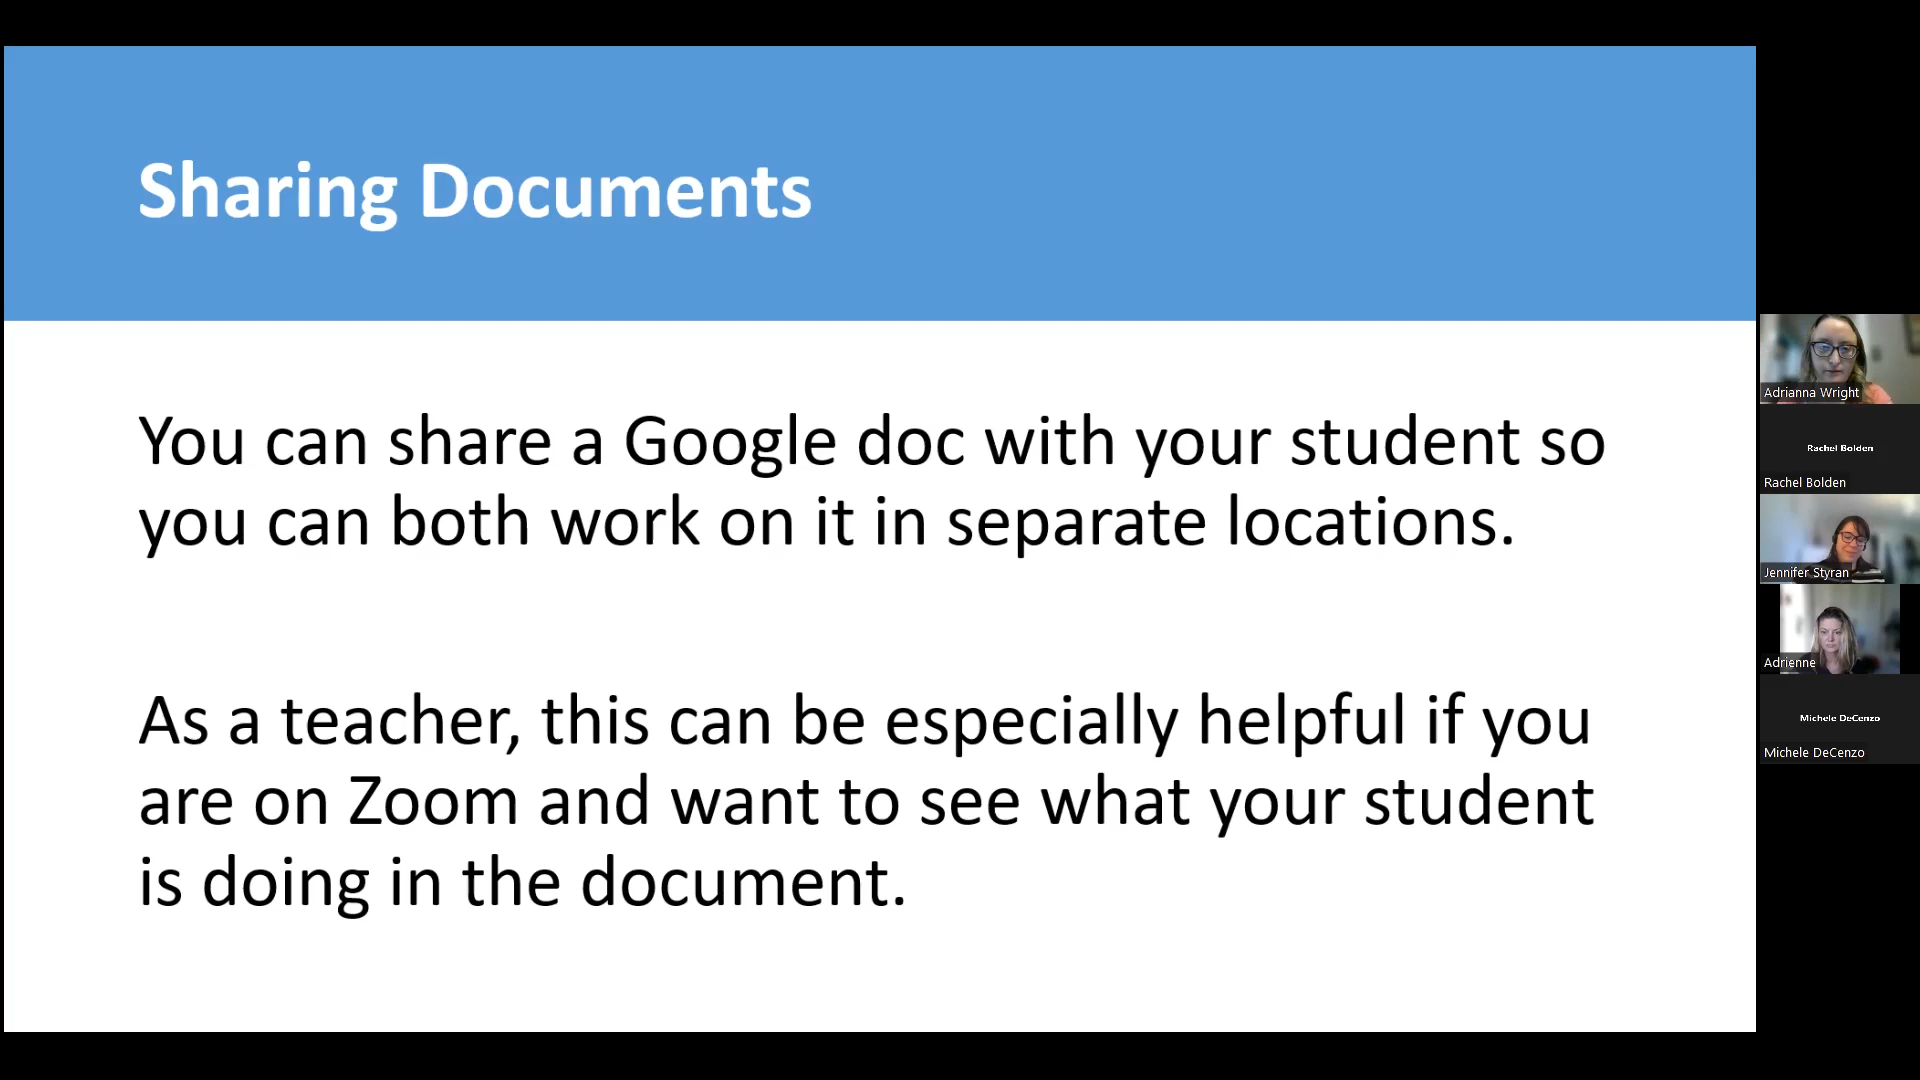 Sharing Documents
You can share a Google doc with your student so
you can both work on it in separate locations.
As a teacher, this can be especially helpful if you
are on Zoom and want to see what your student
is doing in the document.
Adrianna Wright
Rachel Bolden
Rachel Bolden
Jennifer Styran
Adrienne
Michele DeCenzo
Michele DeCenzo